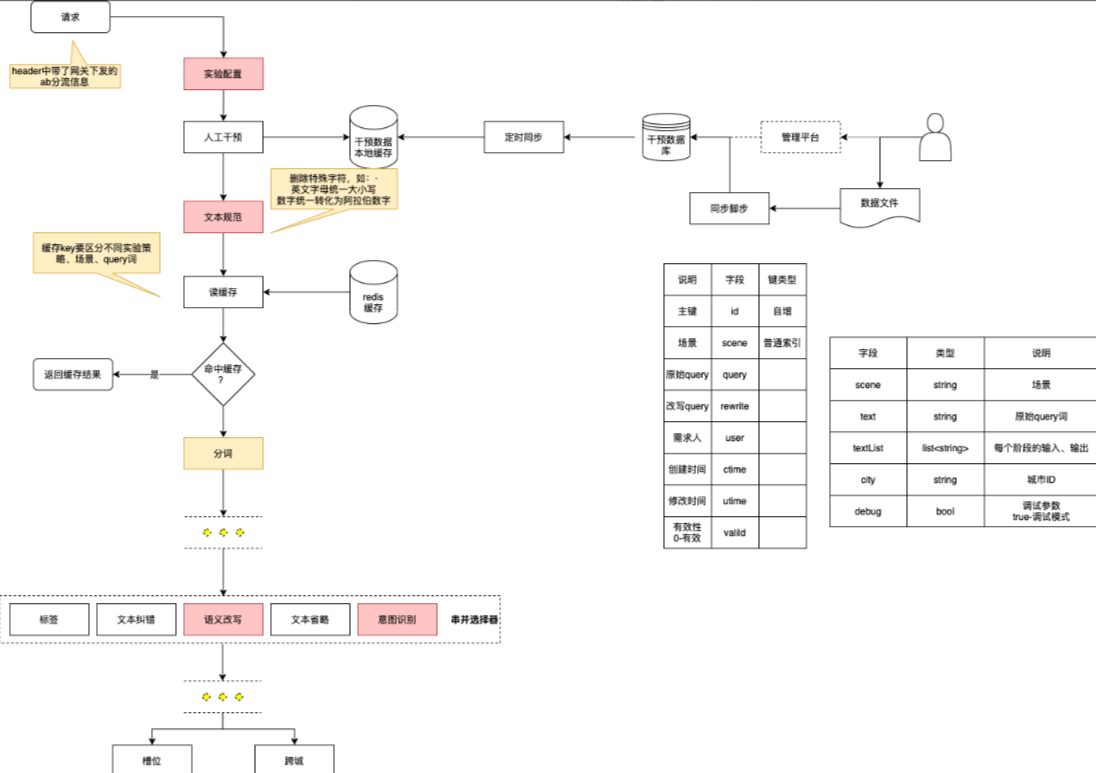 请求
header中带了网关下发的
ab分流信息
实验配置
人工干预
干预数据
本地缓存
定时同步
干预数据
库
管理平台
删除特殊字符，如：·
英文字母统一大小写
数字统一转化为阿拉伯数字
同步脚步
数据文件
文本规范
缓存key要区分不同实验策
略、场景、query词
读缓存
redis
缓存
命中缓存
?
是
返回缓存结果
分词
标签
文本纠错
语义改写
文本省略
意图识别
串并选择器
槽位
跨城
说明 字段 键类型
主键 id 自增
场景 scene 普通索引
原始query query
改写query rewrite
需求人 user
创建时间 ctime
修改时间 utime
有效性
0-有效
valild
字段 类型 说明
scene string 场景
text string 原始query词
textList list<string> 每个阶段的输入、输出
city string 城市ID
debug bool
调试参数
true-调试模式